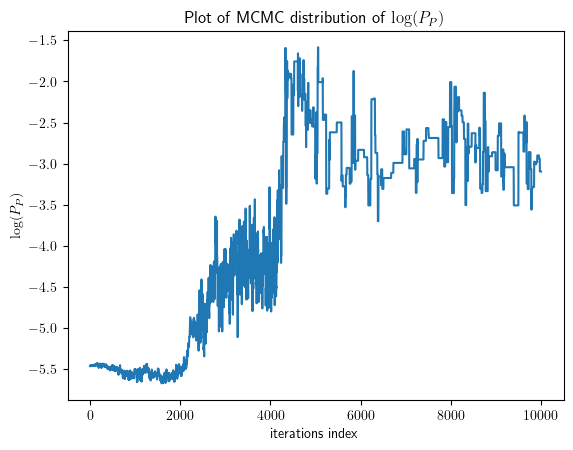 Plot of MCMC distribution of log(P_P)
log(P_P)
−1.5
−2.0
−2.5
−3.0
−3.5
−4.0
−4.5
−5.0
−5.5
0 2000 4000 6000 8000 10000
iterations index